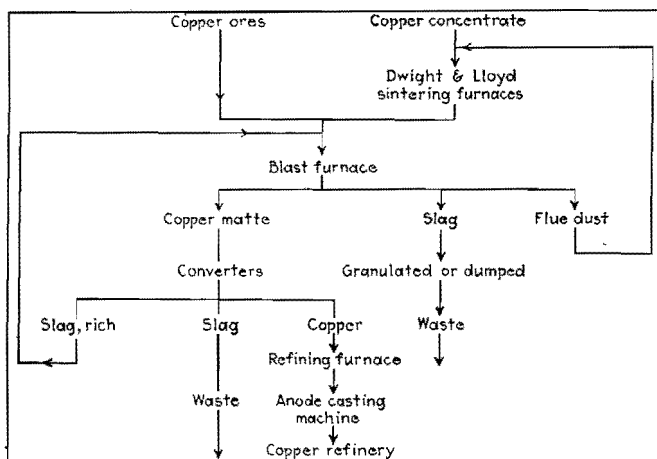 Copper ores
Copper concentrate
Dwight & Lloyd
sintering furnaces
Blast furnace
Copper matte
Slag
Flue dust
Converters
Granulated or dumped
Slag, rich
Slag
Copper
Waste
Refining furnace
Waste
Anode casting
machine
Copper refinery